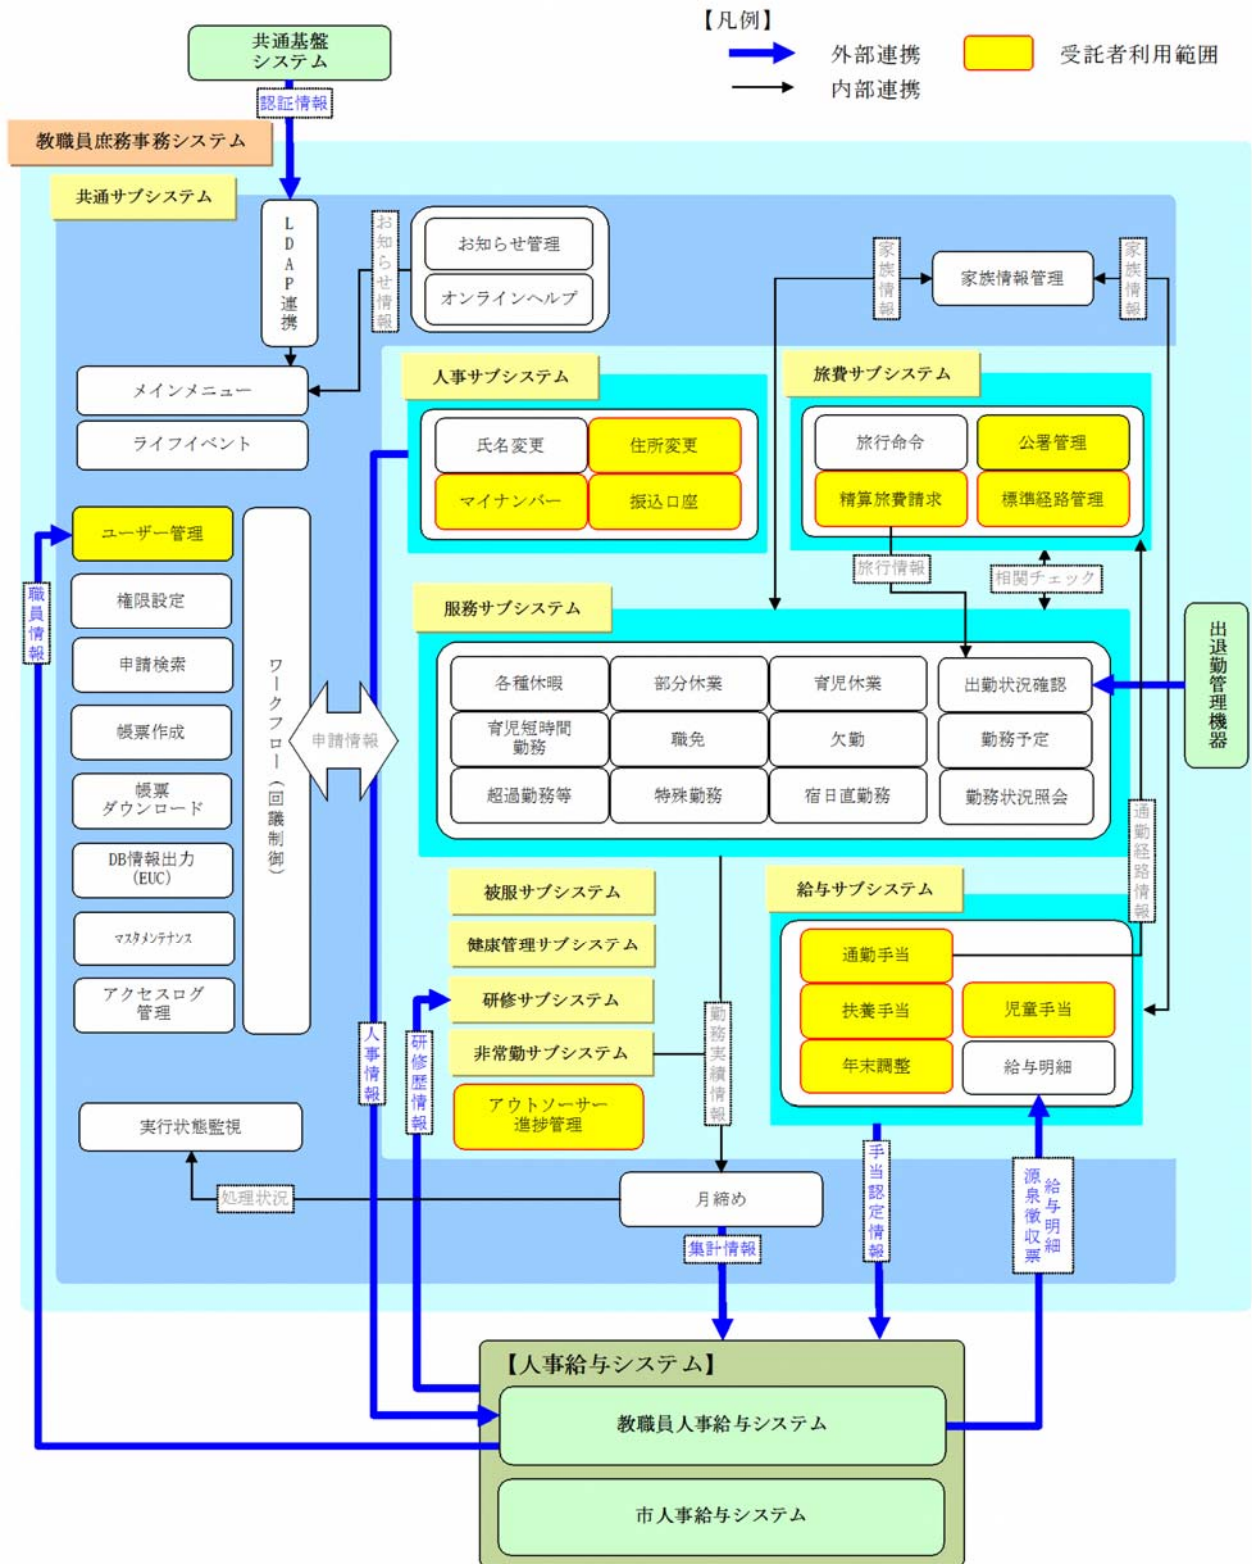 【凡例】
外部連携
受託者利用範囲
内部連携
共通基盤
システム
認証情報
教職員庶務事務システム
共通サブシステム
LDAP連携
お知らせ情報
お知らせ管理
オンラインヘルプ
家族情報
家族情報管理
家族情報
メインメニュー
ライフイベント
人事サブシステム
氏名変更
住所変更
マイナンバー
振込口座
旅費サブシステム
旅行命令
公署管理
精算旅費請求
標準経路管理
旅行情報
相関チェック
職員情報
ユーザー管理
権限設定
申請検索
帳票作成
帳票
ダウンロード
DB情報出力
(EUC)
マスタメンテナンス
アクセスログ
管理
ワークフロー（回議制御）
申請情報
服務サブシステム
各種休暇
部分休業
育児休業
出勤状況確認
育児短時間
勤務
職免
欠勤
勤務予定
超過勤務等
特殊勤務
宿日直勤務
勤務状況照会
出退勤管理機器
通勤経路情報
被服サブシステム
健康管理サブシステム
研修サブシステム
非常勤サブシステム
アウトソーサー
進捗管理
給与サブシステム
通勤手当
扶養手当
児童手当
年末調整
給与明細
人事情報
研修歴情報
勤務実績情報
実行状態監視
処理状況
月締め
集計情報
手当認定情報
給与明細
源泉徴収票
【人事給与システム】
教職員人事給与システム
市人事給与システム